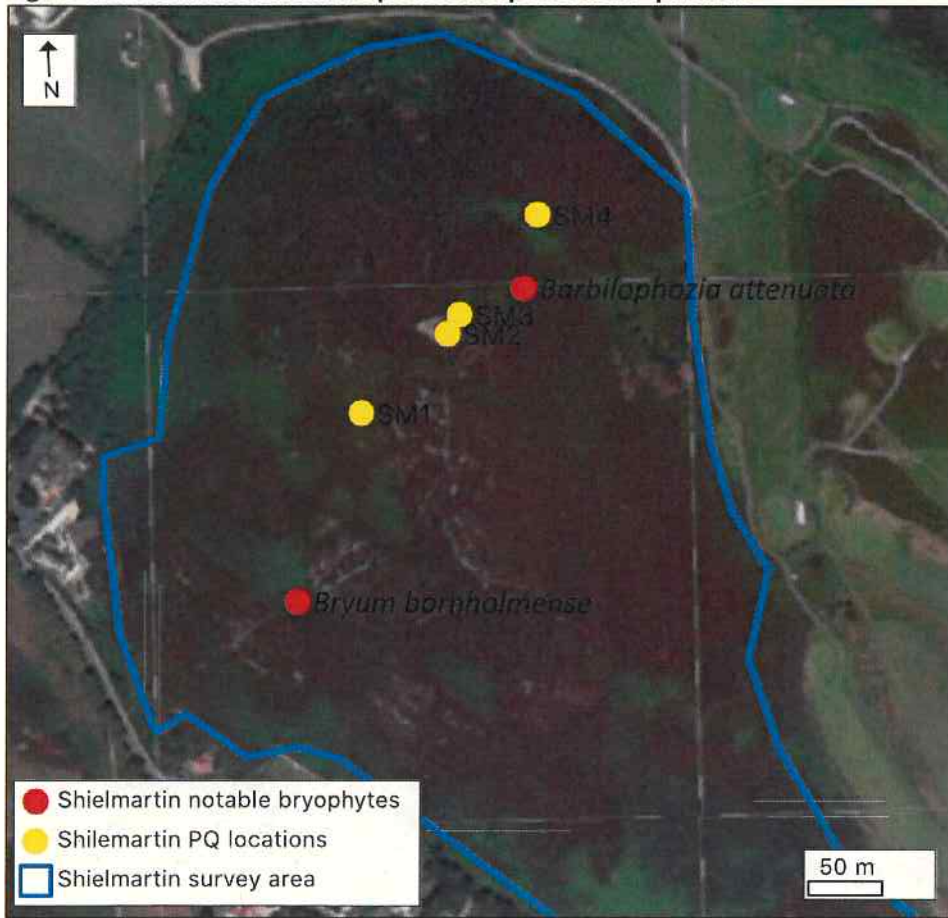 N
SM4
Barbilophozia attenuata
SM3
SM2
SM1
Bryum bornholmense
Shielmartin notable bryophytes
Shilemartin PQ locations
Shielmartin survey area
50 m